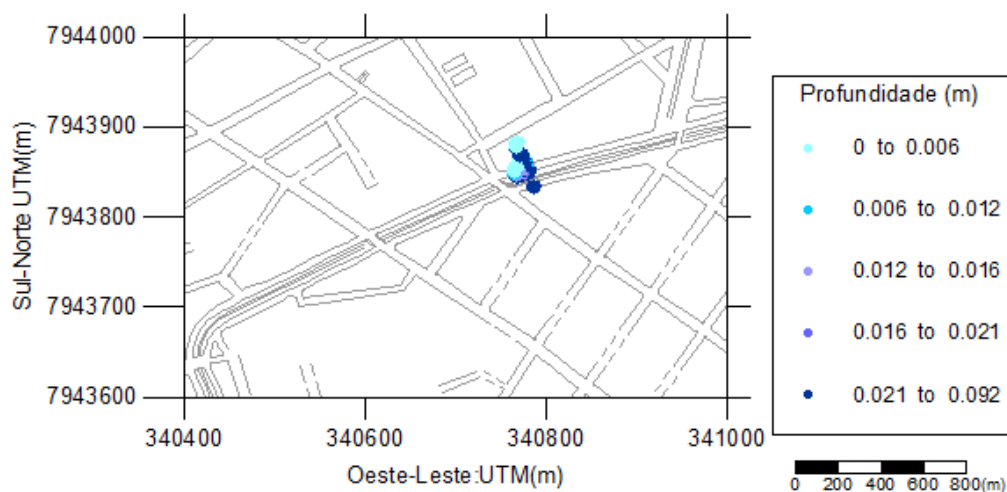 7944000
7943900
7943800
7943700
7943600
Sul-Norte UTM(m)
340400 340600 340800 341000
Oeste-Leste:UTM(m)
Profundidade (m)
0 to 0.006
0.006 to 0.012
0.012 to 0.016
0.016 to 0.021
0.021 to 0.092
0 200 400 600 800(m)